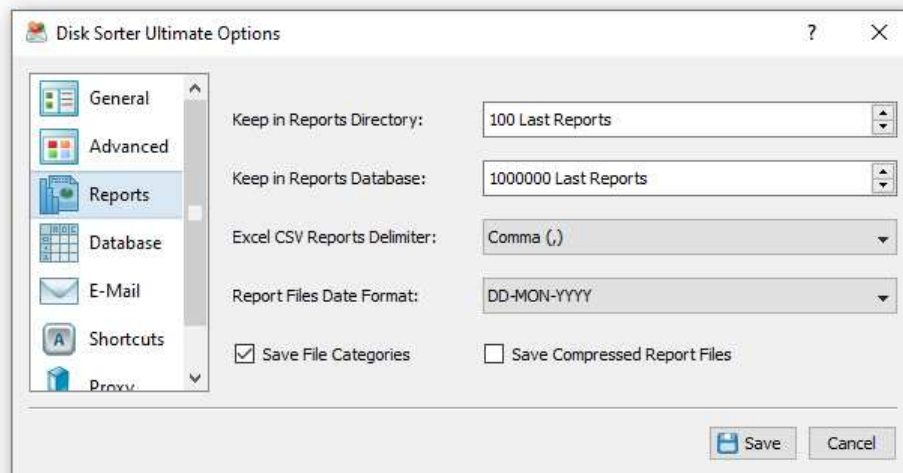 Disk Sorter Ultimate Options
General
Advanced
Reports
Database
E-Mail
Shortcuts
Proxy
Keep in Reports Directory: 100 Last Reports
Keep in Reports Database: 1000000 Last Reports
Excel CSV Reports Delimiter: Comma (,)
Report Files Date Format: DD-MON-YYYY
Save File Categories Save Compressed Report Files
Save Cancel